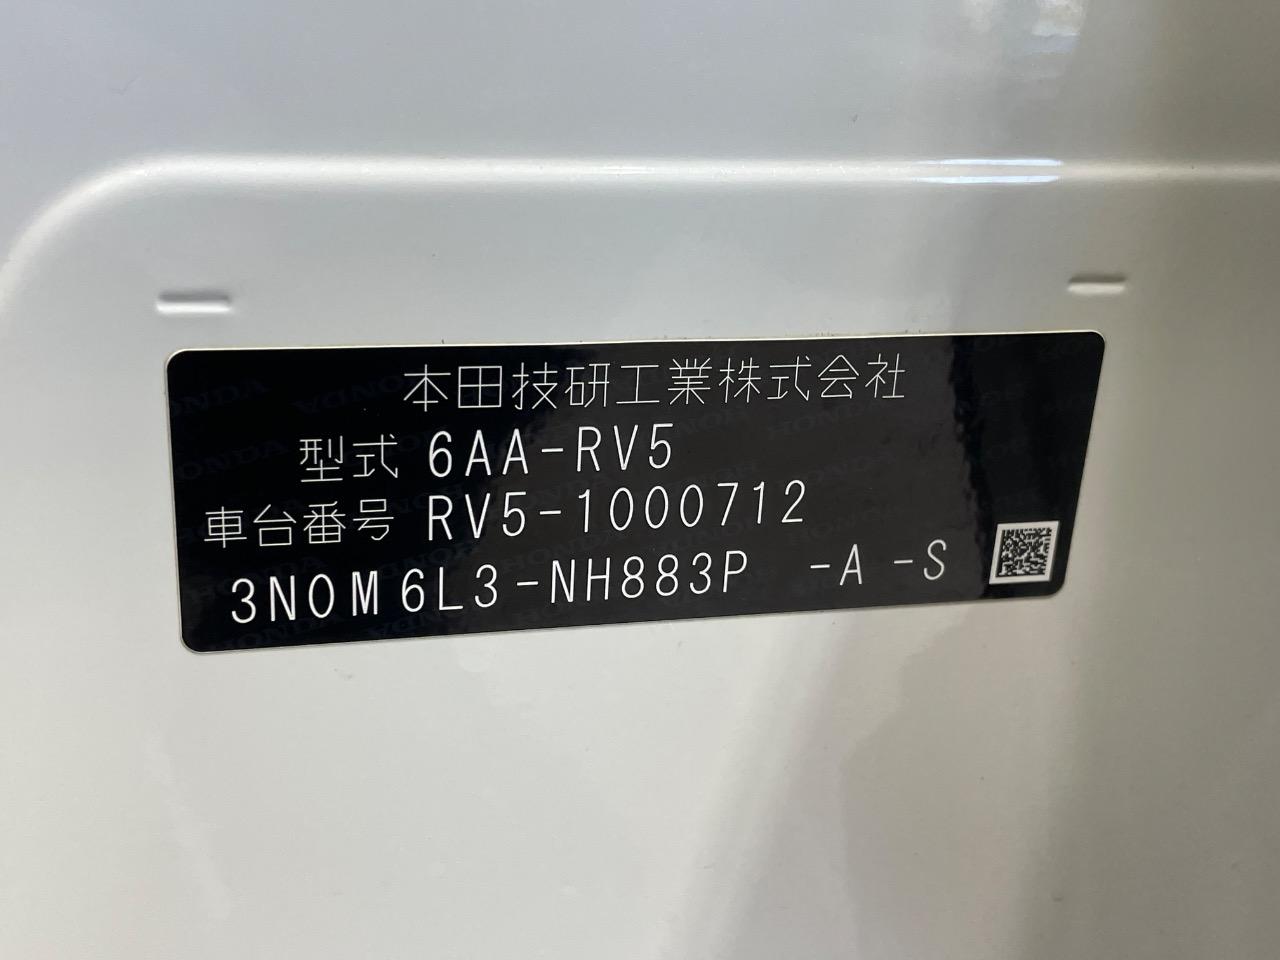 本田技研工業株式会社
型式 6AA-RV5
車台番号 RV5-1000712
3N0M6L3-NH883P -A -S